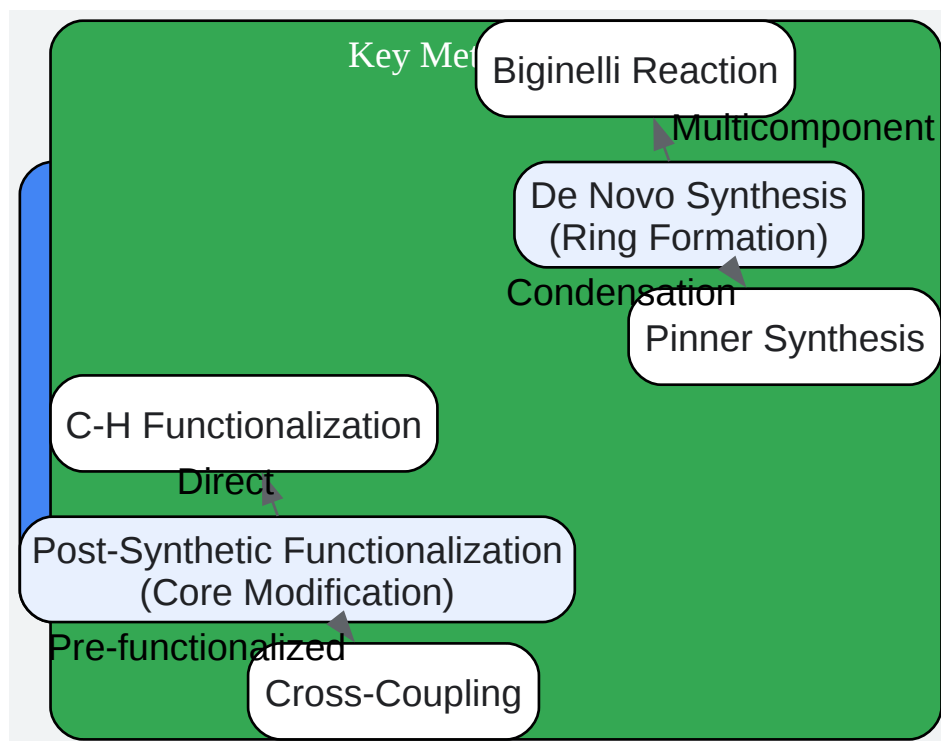 Key Met
Biginelli Reaction
Multicomponent
De Novo Synthesis
(Ring Formation)
Condensation
Pinner Synthesis
C-H Functionalization
Direct
Post-Synthetic Functionalization
(Core Modification)
Pre-functionalized
Cross-Coupling